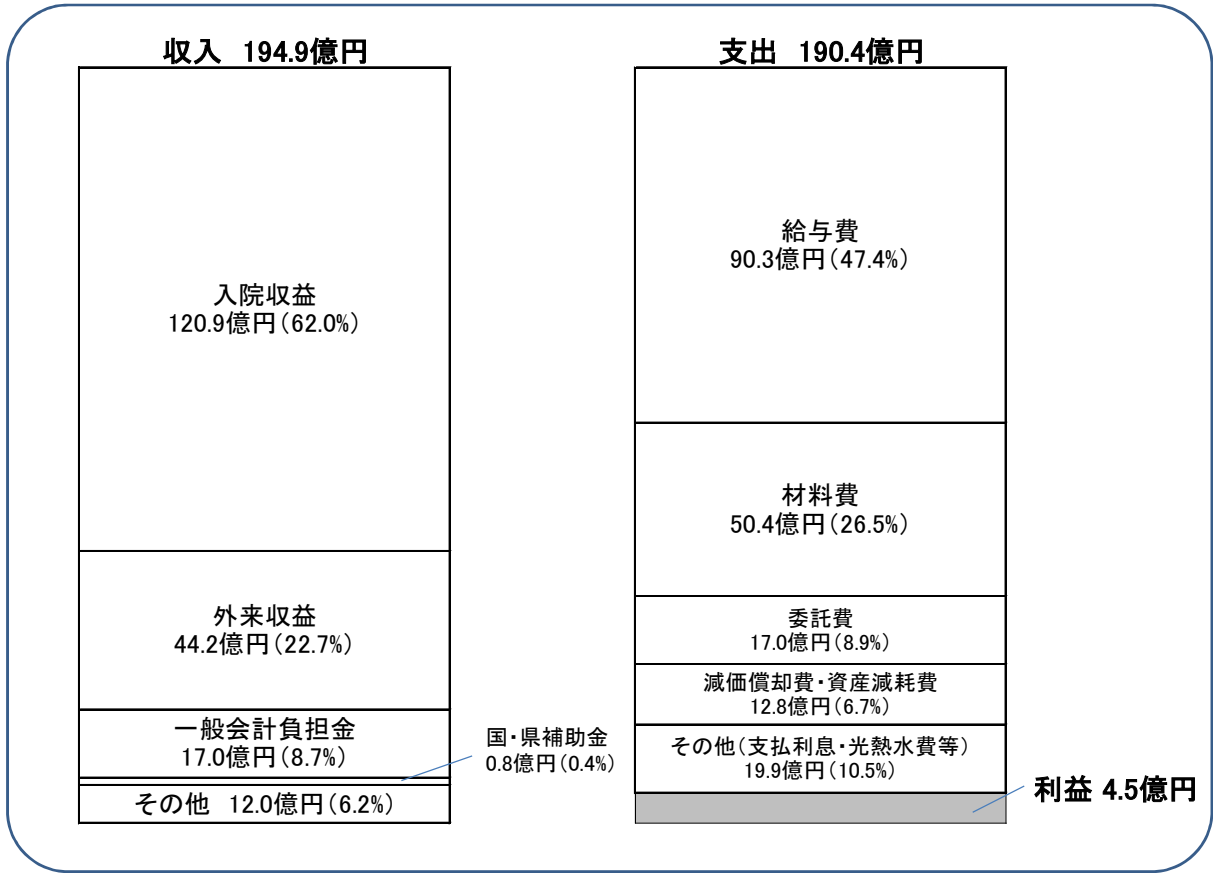 収入 194.9億円
入院収益
120.9億円(62.0%)
外来収益
44.2億円(22.7%)
一般会計負担金
17.0億円(8.7%)
国・県補助金
0.8億円(0.4%)
その他 12.0億円(6.2%)
支出 190.4億円
給与費
90.3億円(47.4%)
材料費
50.4億円(26.5%)
委託費
17.0億円(8.9%)
減価償却費・資産減耗費
12.8億円(6.7%)
その他(支払利息・光熱水費等)
19.9億円(10.5%)
利益 4.5億円